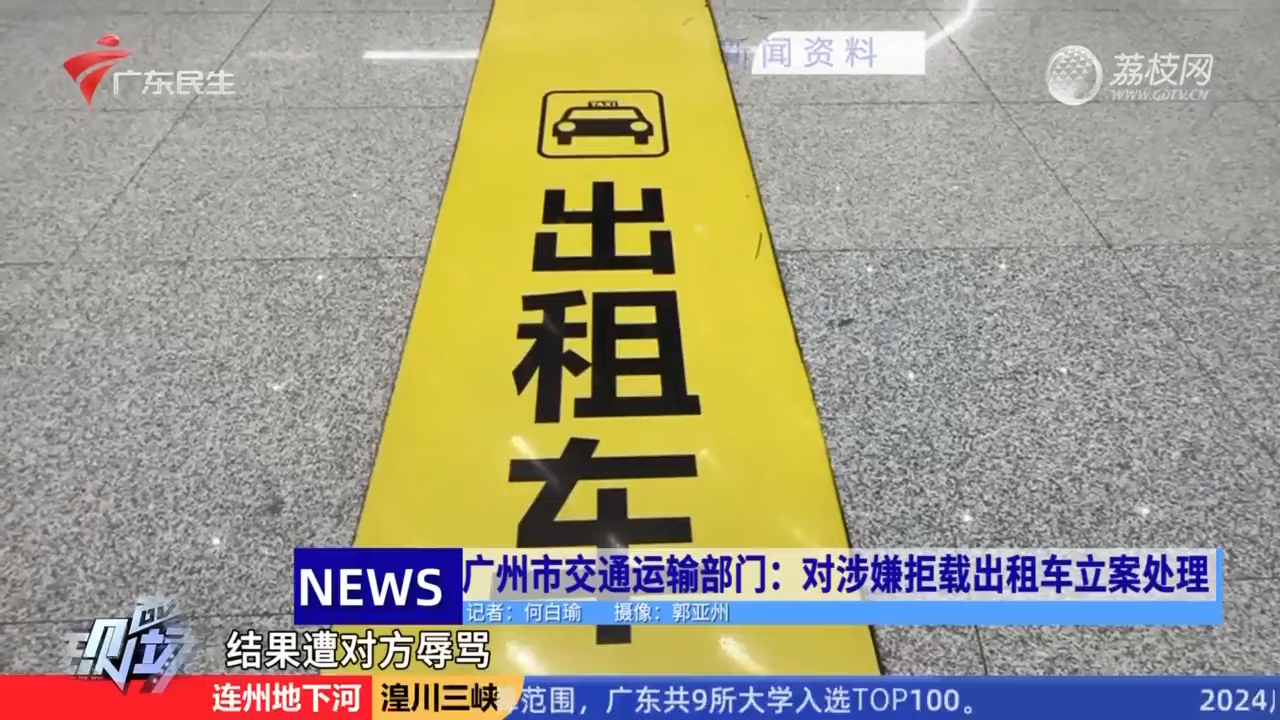 广东民生
新闻资料
荔枝网
WWW.GDTV.CN
TAXI
出租车
NEWS
广州市交通运输部门：对涉嫌拒载出租车立案处理
记者：何白瑜 摄像：郭亚州
结果遭对方辱骂
连州地下河
湟川三峡
范围，广东共9所大学入选TOP100。
2024